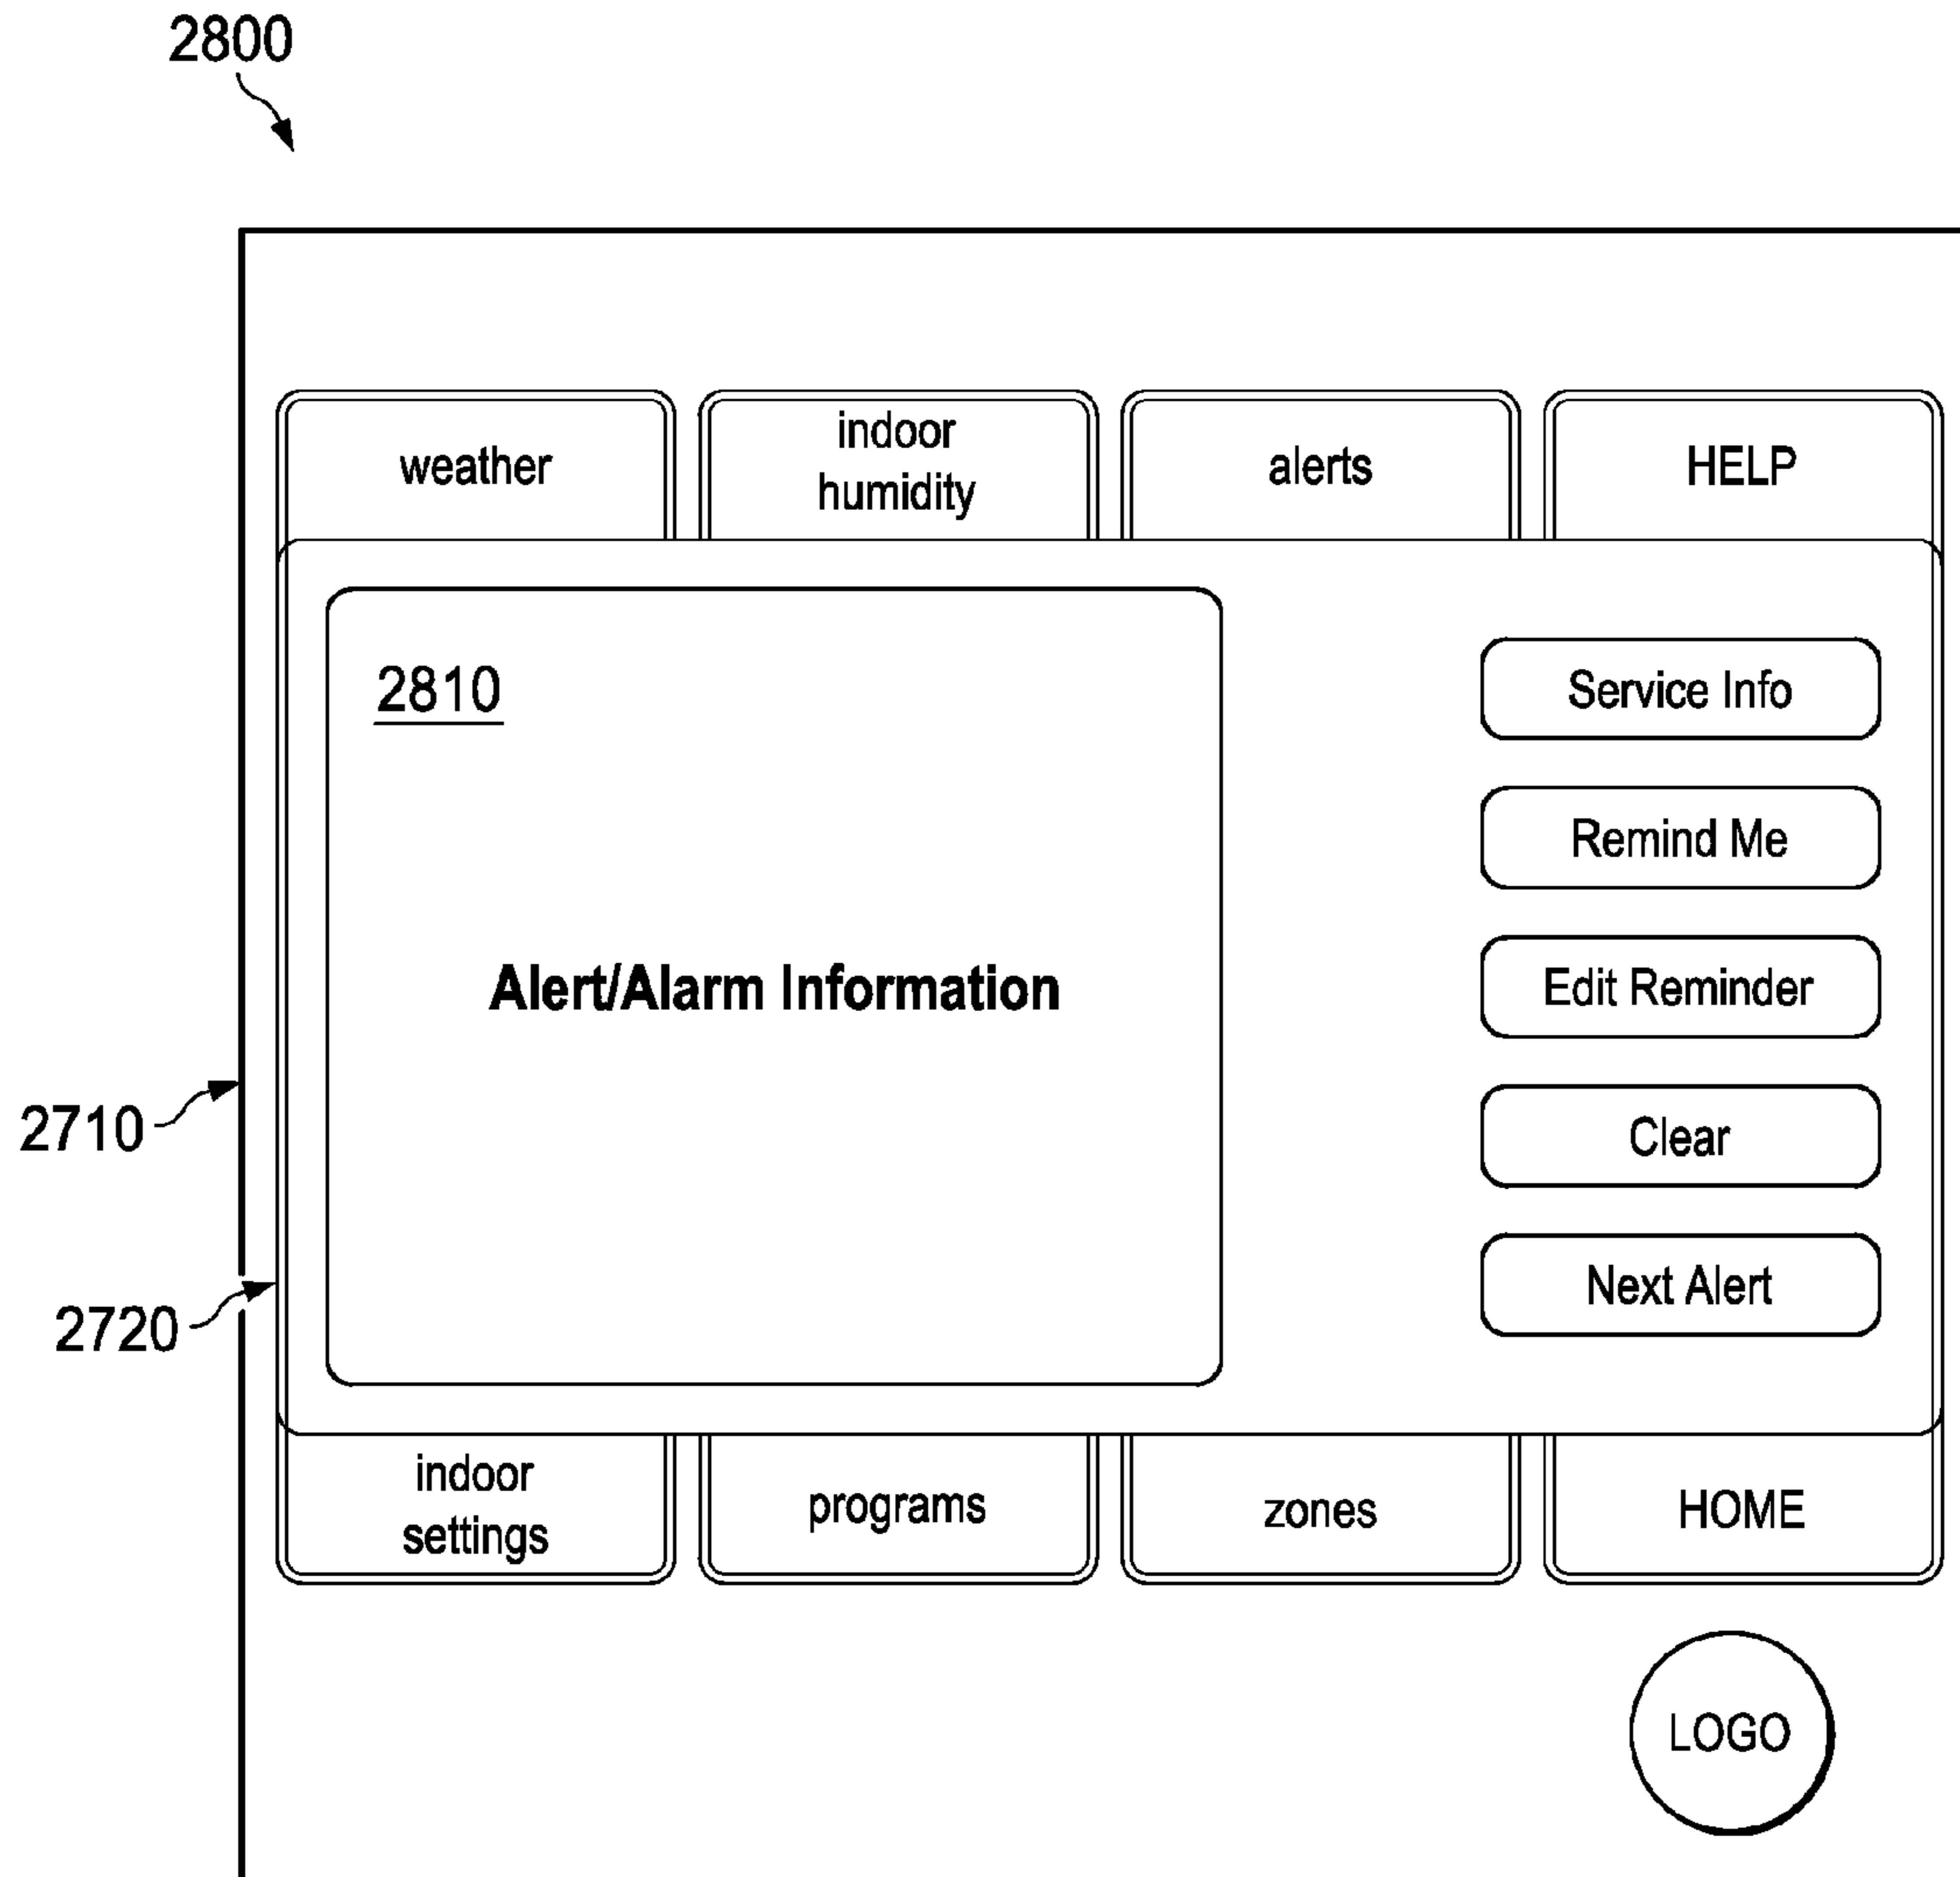 2800
weather
indoor
humidity
alerts
HELP
2810
Alert/Alarm Information
Service Info
Remind Me
Edit Reminder
Clear
Next Alert
2710
2720
indoor
settings
programs
zones
HOME
LOGO